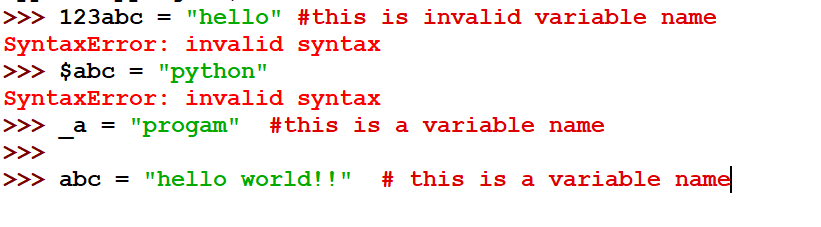 >>> 123abc = "hello" #this is invalid variable name
SyntaxError: invalid syntax
>>> $abc = "python"
SyntaxError: invalid syntax
>>> _a = "progam"  #this is a variable name
>>>
>>> abc = "hello world!!"  # this is a variable name